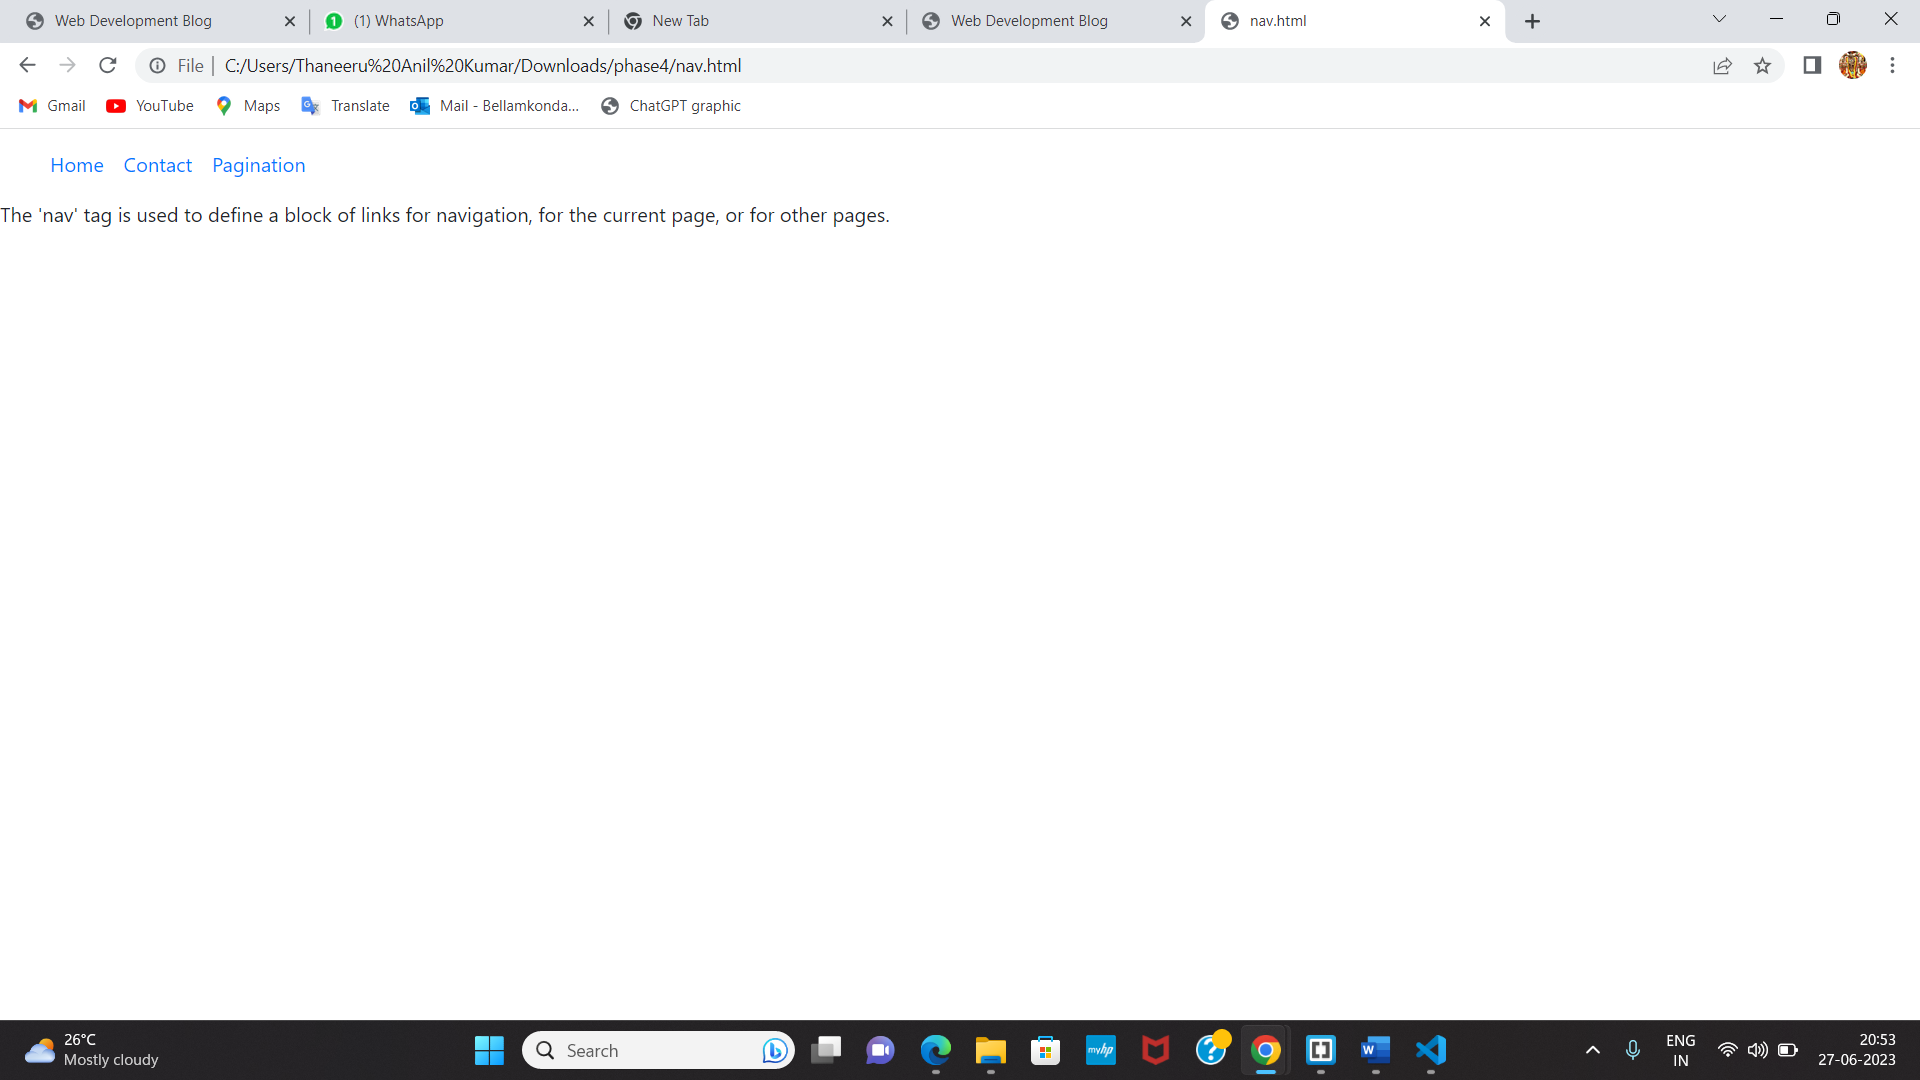 Web Development Blog
(1) WhatsApp
New Tab
Web Development Blog
nav.html
File
C:/Users/Thaneeru%20Anil%20Kumar/Downloads/phase4/nav.html
Gmail
YouTube
Maps
Translate
Mail - Bellamkonda...
ChatGPT graphic
Home Contact Pagination
The 'nav' tag is used to define a block of links for navigation, for the current page, or for other pages.
26°C
Mostly cloudy
Search
myhp
ENG
IN
20:53
27-06-2023